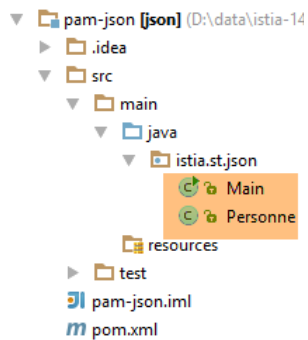 pam-json [json] (D:\data\istia-14
.idea
src
main
java
istia.st.json
Main
Personne
resources
test
pam-json.iml
pom.xml